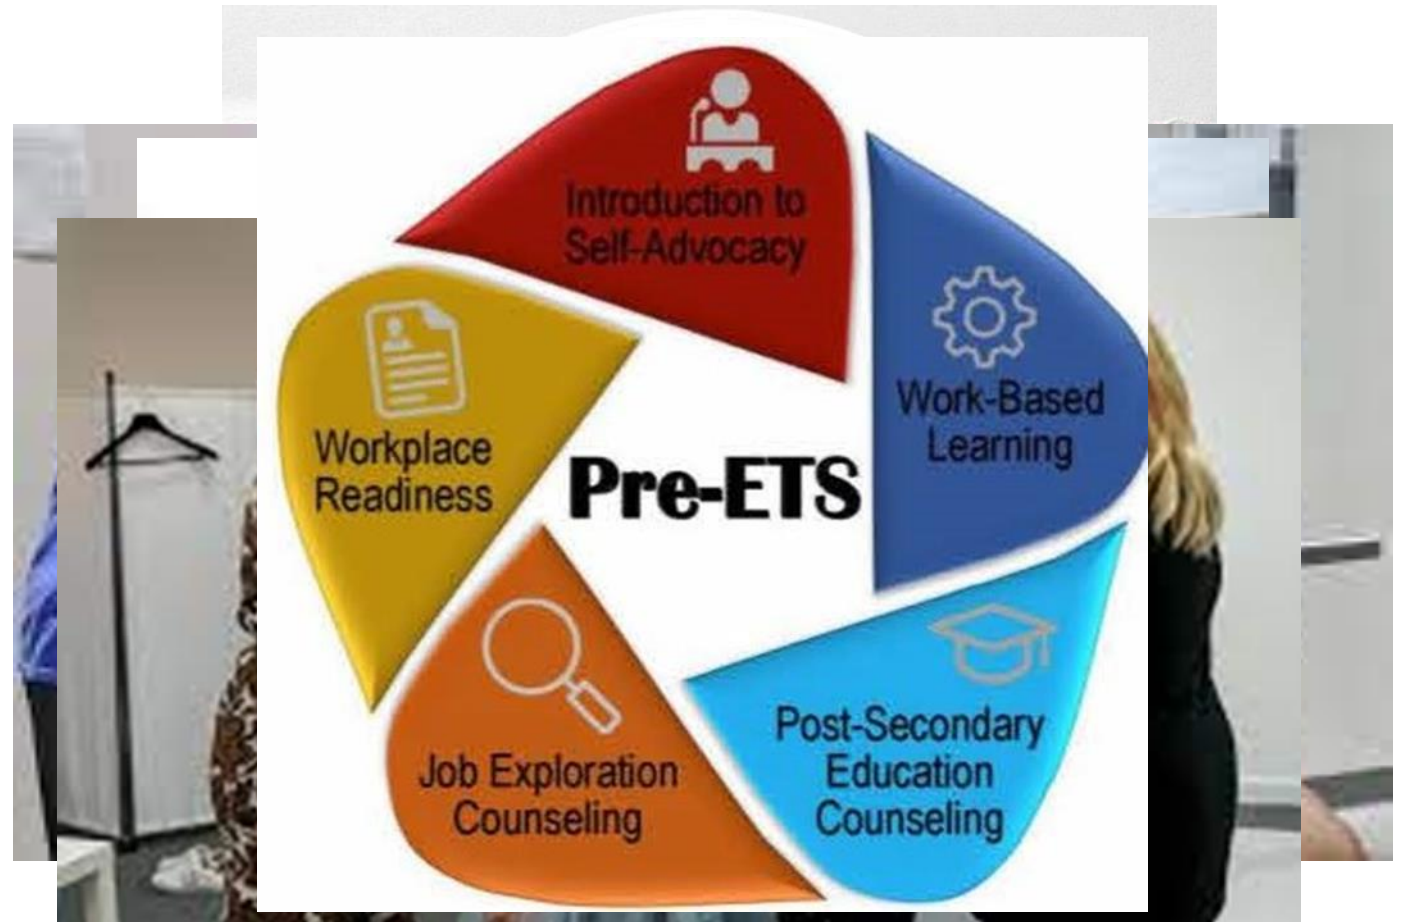 Introduction to
Self-Advocacy
Work-Based
Learning
Workplace
Readiness
Pre-ETS
Post-Secondary
Education
Counseling
Job Exploration
Counseling